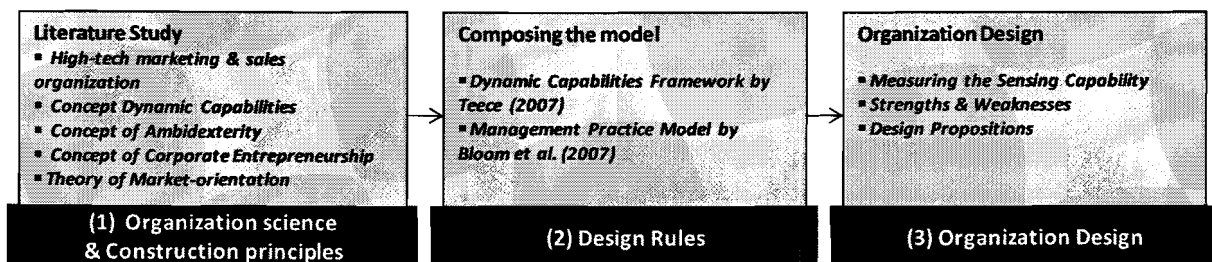 Literature Study
▪ High-tech marketing & sales
organization
▪ Concept Dynamic Capabilities
▪ Concept of Ambidexterity
▪ Concept of Corporate Entrepreneurship
▪ Theory of Market-orientation
(1) Organization science
& Construction principles
Composing the model
▪ Dynamic Capabilities Framework by
Teece (2007)
▪ Management Practice Model by
Bloom et al. (2007)
(2) Design Rules
Organization Design
▪ Measuring the Sensing Capability
▪ Strengths & Weaknesses
▪ Design Propositions
(3) Organization Design